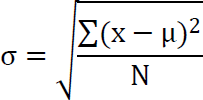 σ = √(∑(x − μ)² / N)